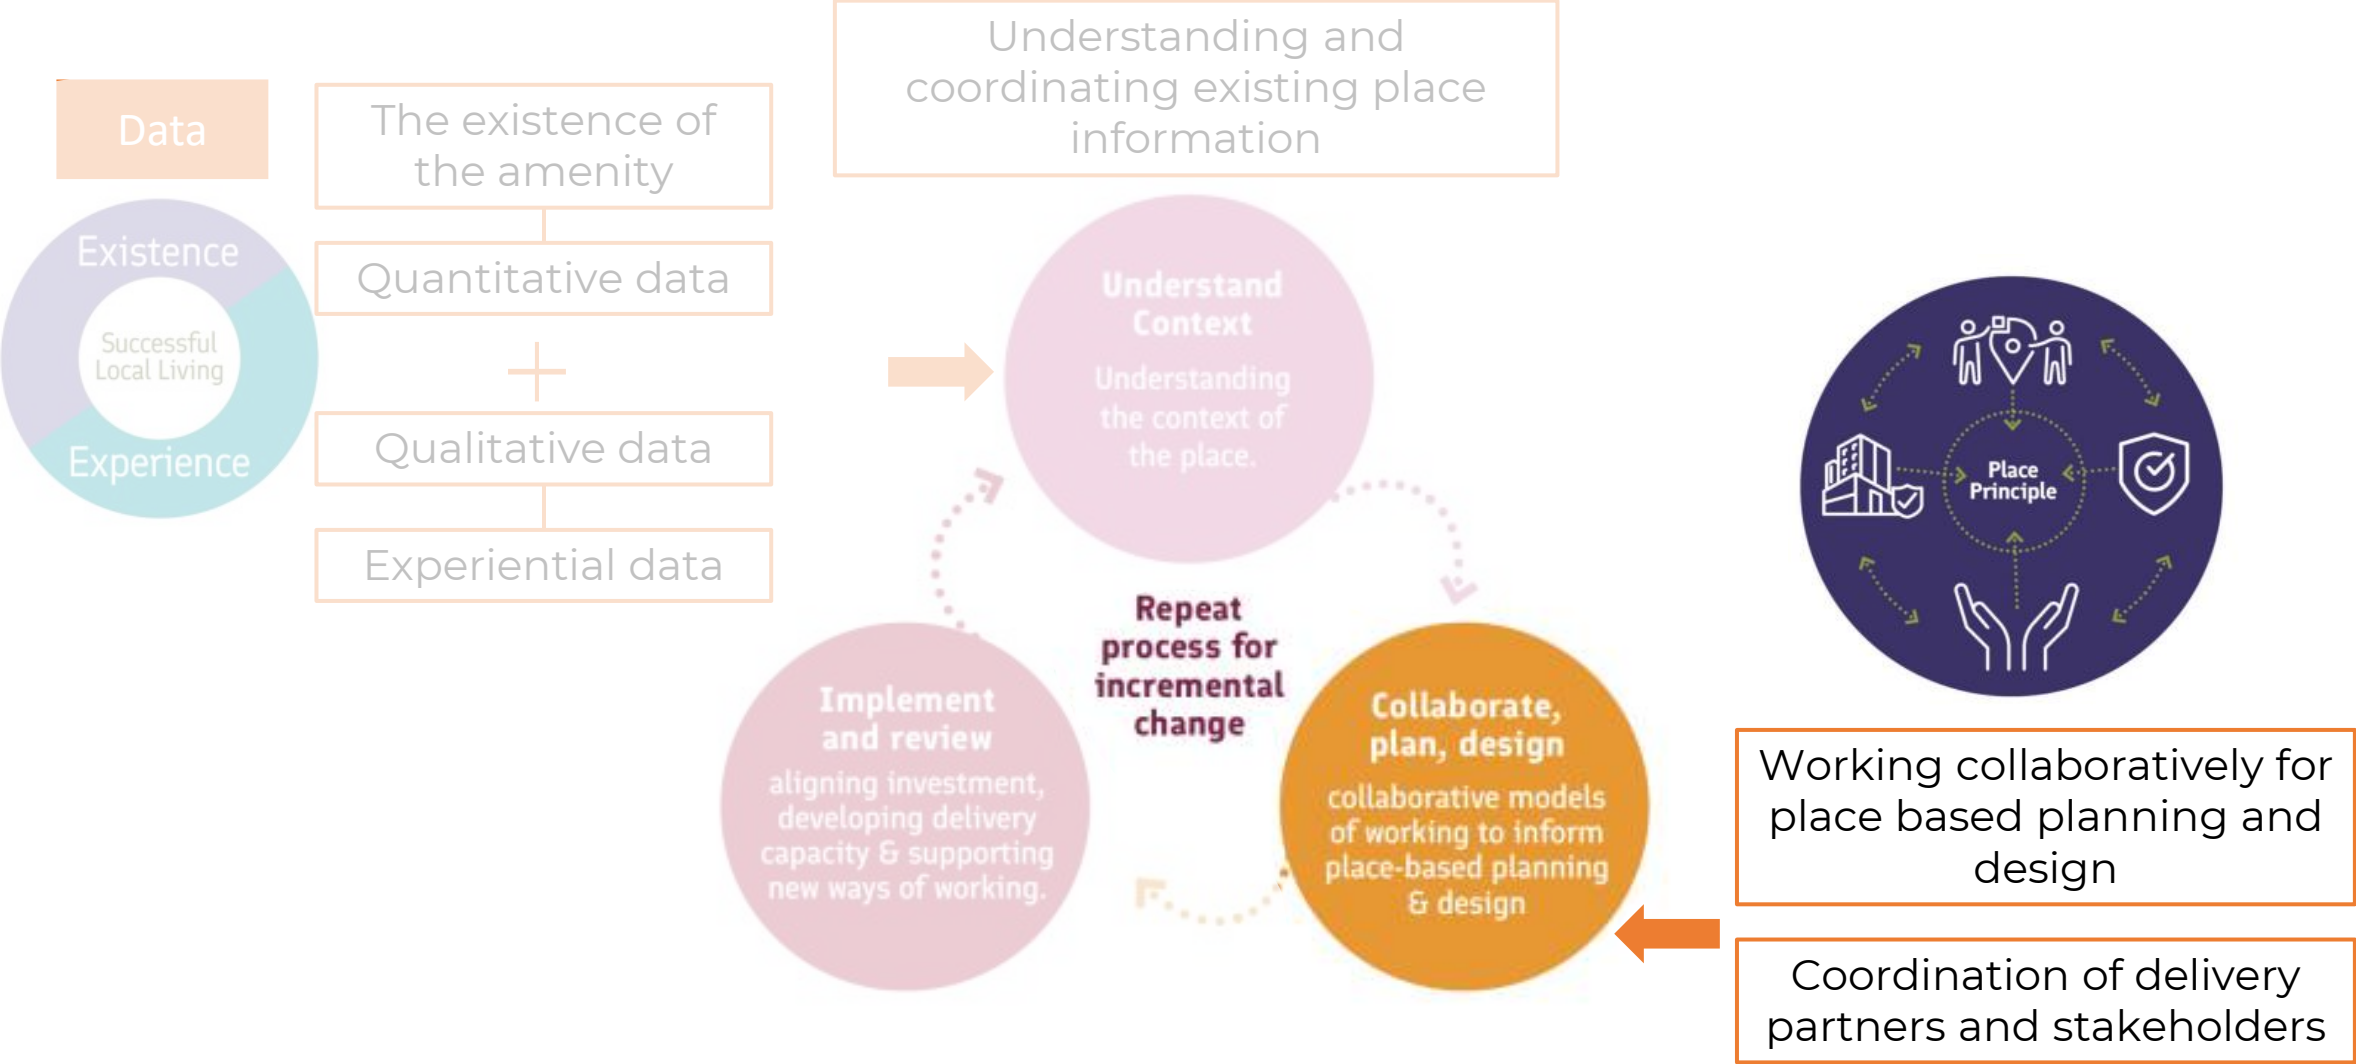 Understanding and
coordinating existing place
information
Data
The existence of
the amenity
Existence
Successful
Local Living
Experience
Quantitative data
Qualitative data
Experiential data
Understand
Context
Understanding
the context of
the place.
Repeat
process for
incremental
change
Implement
and review
aligning investment,
developing delivery
capacity & supporting
new ways of working.
Collaborate,
plan, design
collaborative models
of working to inform
place-based planning
& design
Place
Principle
Working collaboratively for
place based planning and
design
Coordination of delivery
partners and stakeholders